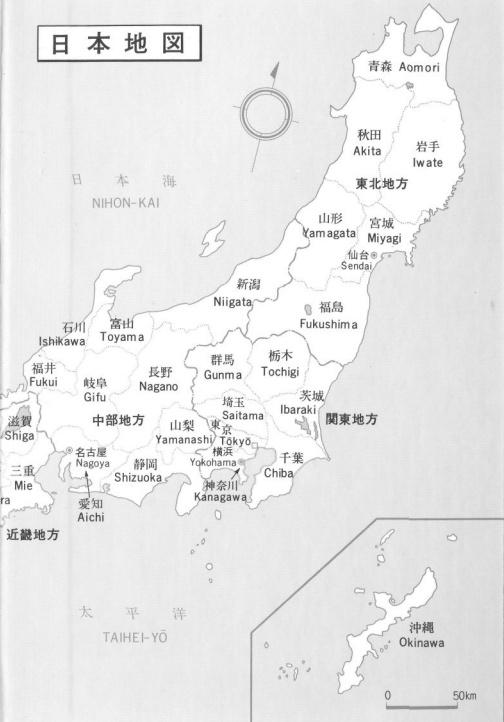 日本地図
青森 Aomori
秋田
Akita
岩手
Iwate
東北地方
日本海
NIHON-KAI
山形
Yamagata
宮城
Miyagi
仙台
Sendai
新潟
Niigata
福島
Fukushima
石川
Ishikawa
富山
Toyama
福井
Fukui
岐阜
Gifu
長野
Nagano
群馬
Gunma
栃木
Tochigi
茨城
Ibaraki
埼玉
Saitama
関東地方
滋賀
Shiga
中部地方
山梨
Yamanashi
東京
Tōkyō
横浜
Yokohama
千葉
Chiba
名古屋
Nagoya
静岡
Shizuoka
神奈川
Kanagawa
三重
Mie
ra
愛知
Aichi
近畿地方
太平洋
TAIHEI-YŌ
沖縄
Okinawa
0 50km